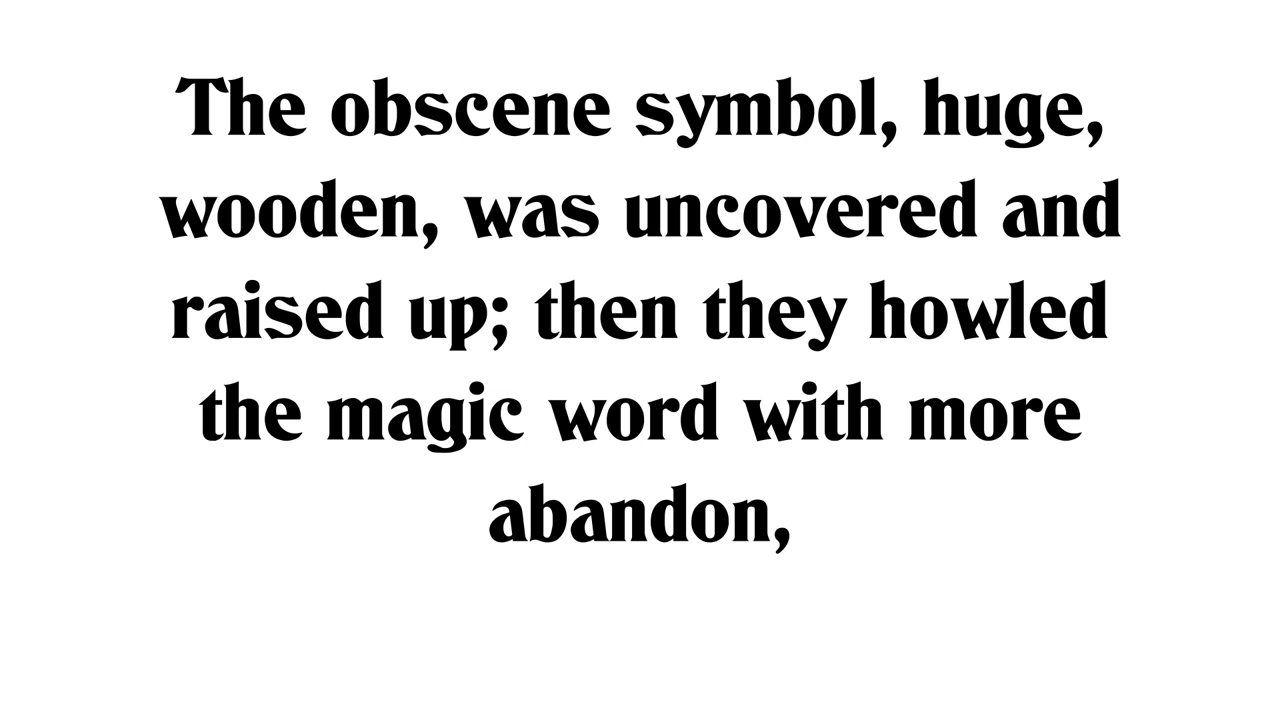 The obscene symbol, huge,
wooden, was uncovered and
raised up; then they howled
the magic word with more
abandon,